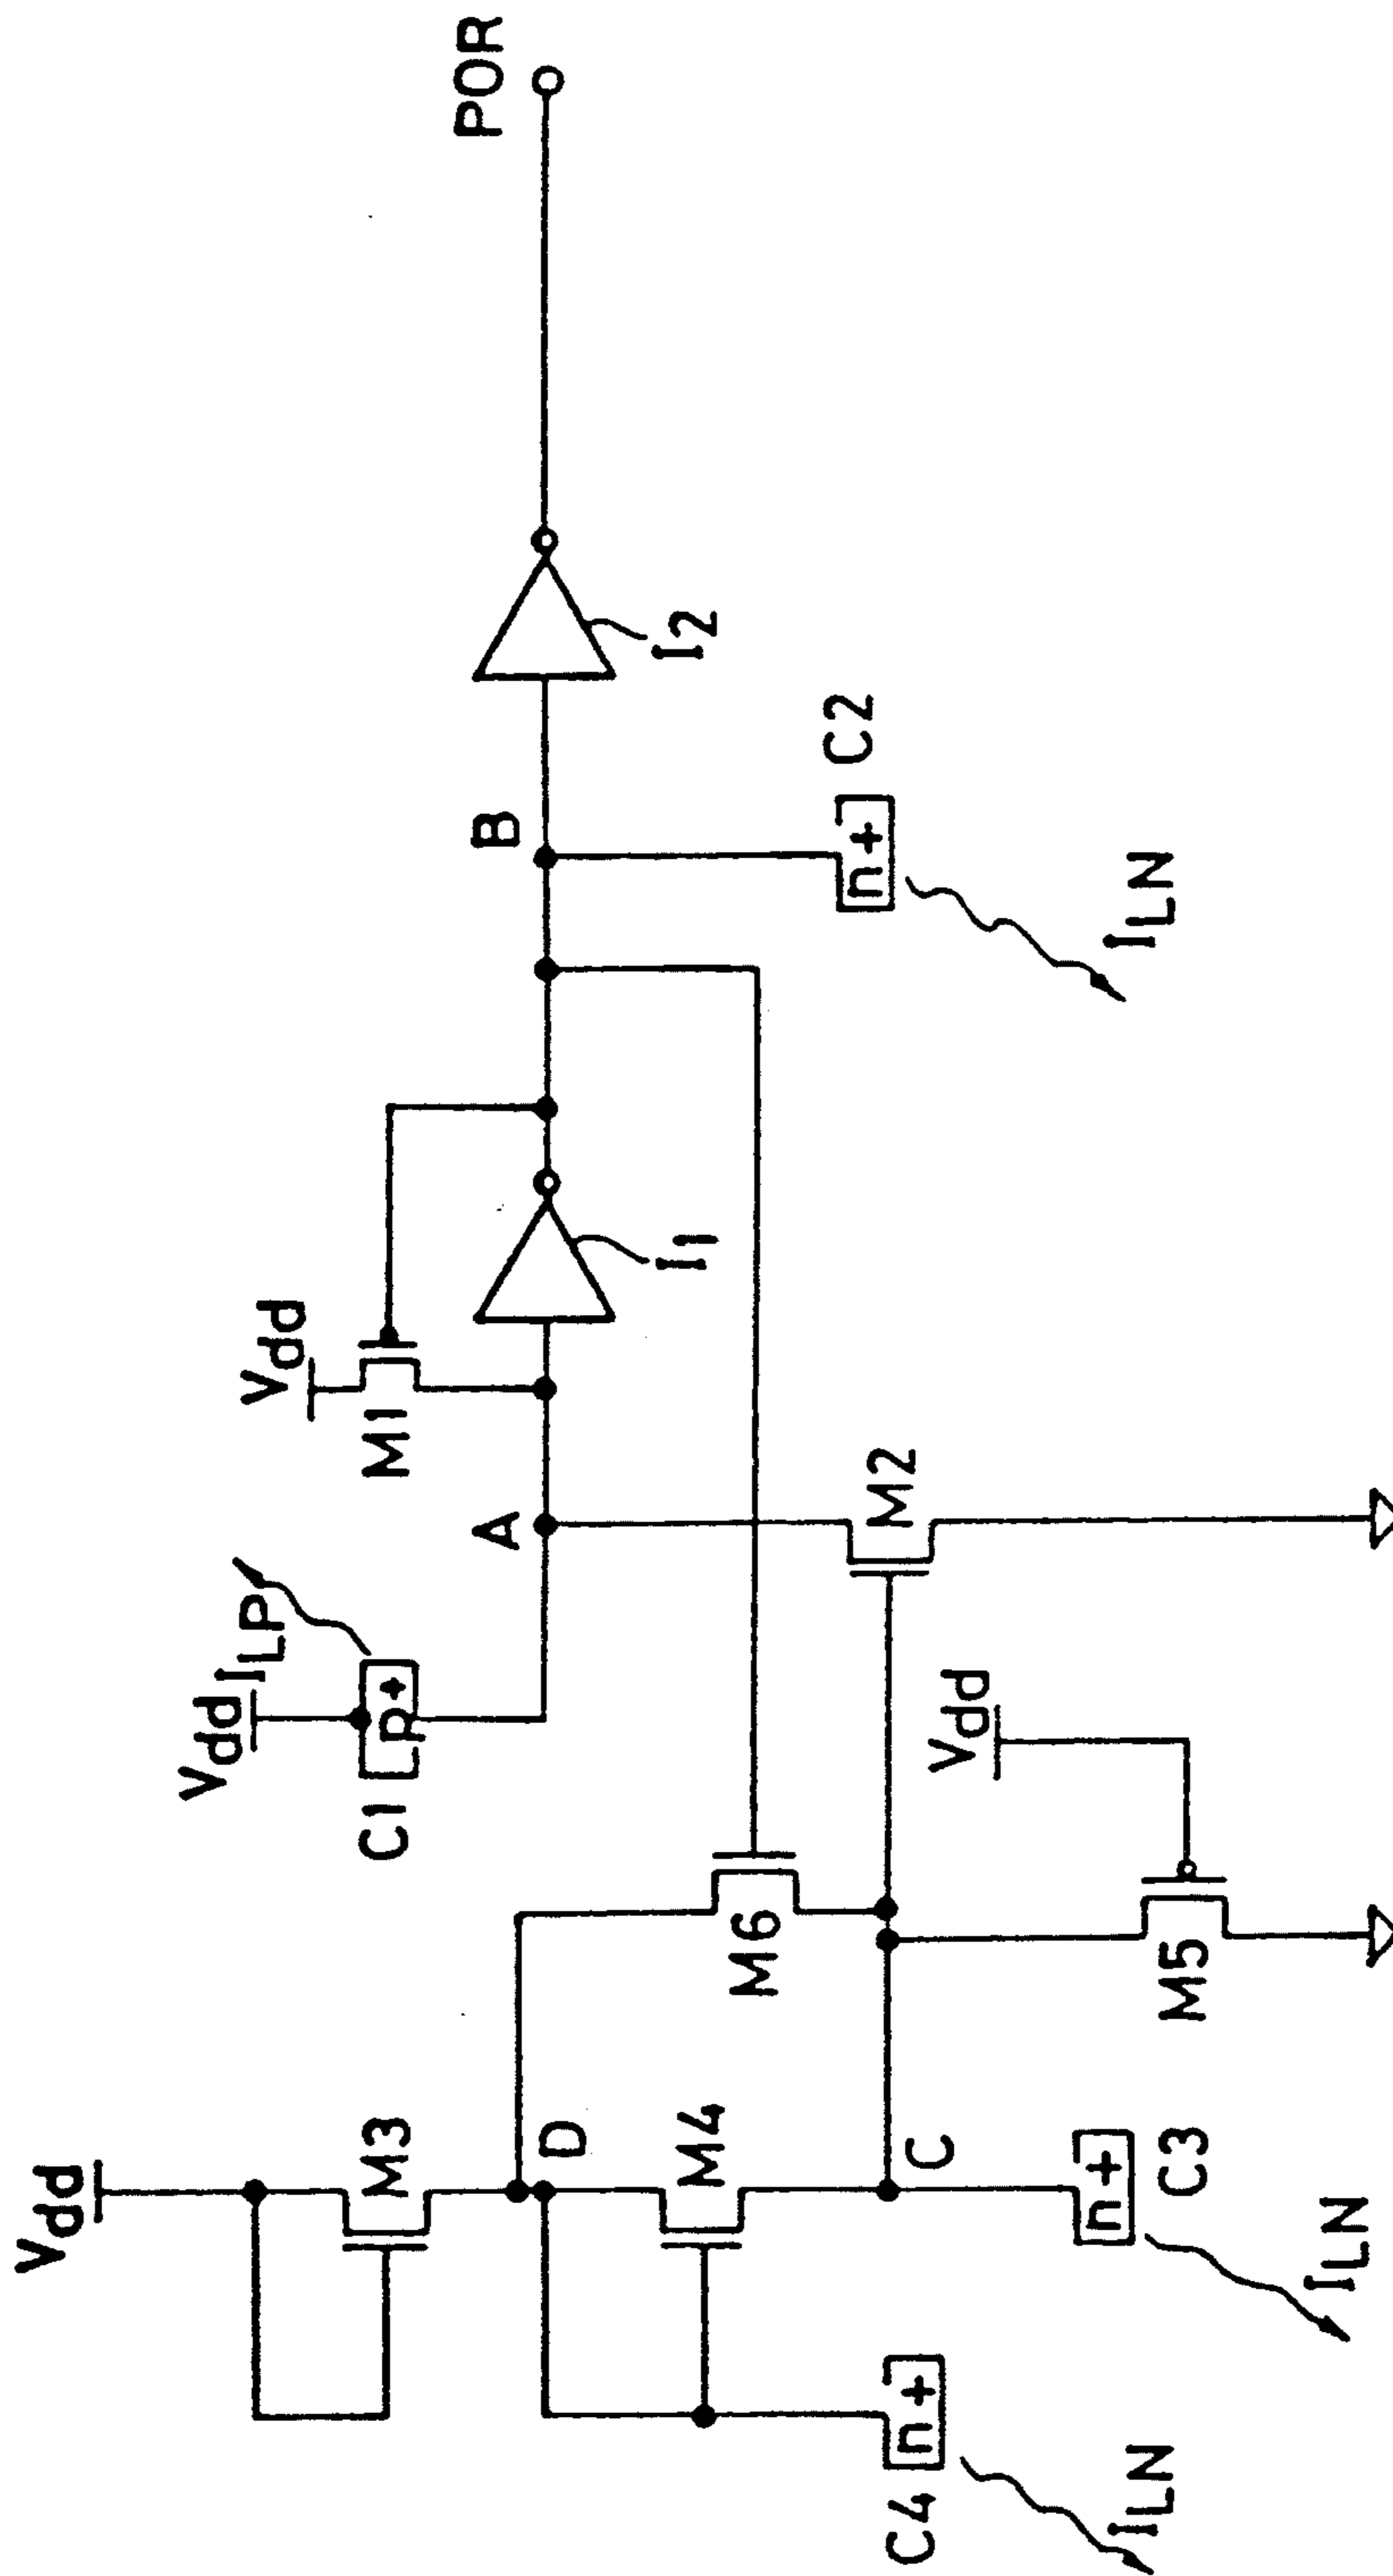 Vdd
M3
D
M4
C
C3
ILN
C4
ILN
Vdd
ILP
C1
p+
A
Vdd
M1
I1
B
I2
POR
M6
M2
Vdd
M5
n+
C2
ILN
n+
n+